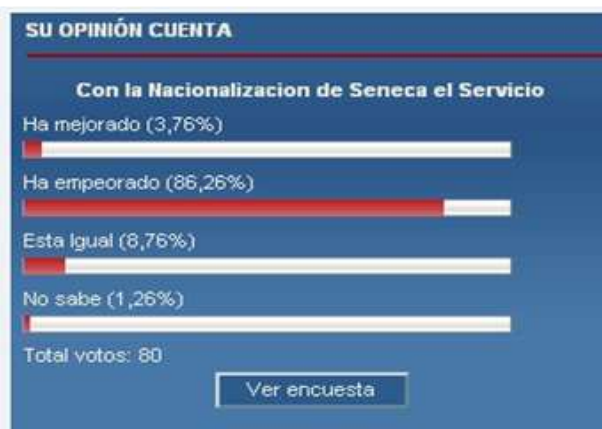 SU OPINIÓN CUENTA
Con la Nacionalizacion de Seneca el Servicio
Ha mejorado (3,76%)
Ha empeorado (86,26%)
Esta Igual (8,76%)
No sabe (1,26%)
Total votos: 80
Ver encuesta